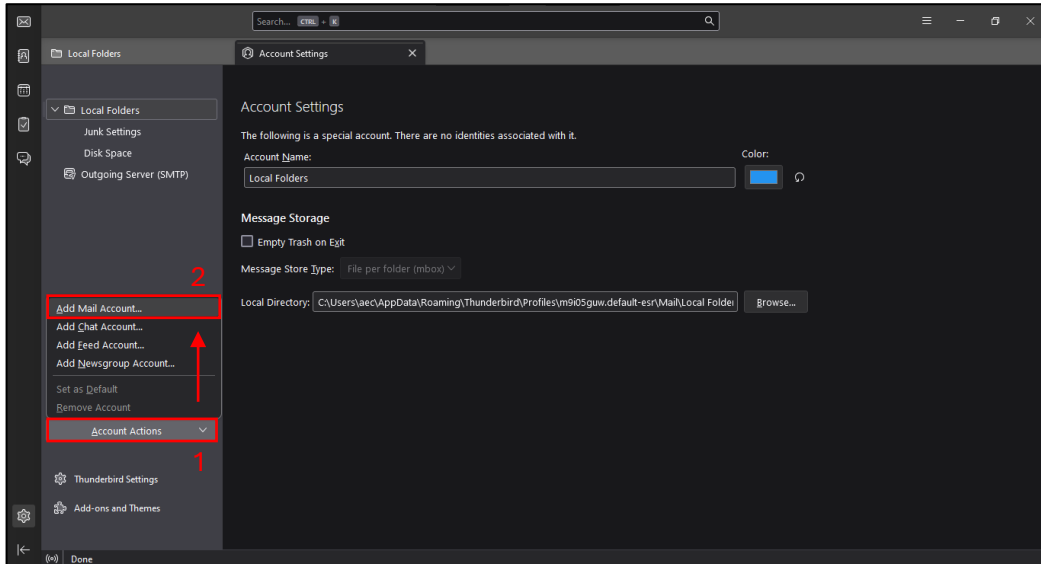 Search... CTRL + K
Local Folders
Account Settings
Local Folders
Junk Settings
Disk Space
Outgoing Server (SMTP)
2
Add Mail Account...
Add Chat Account...
Add Feed Account...
Add Newsgroup Account...
Set as Default
Remove Account
Account Actions
1
Thunderbird Settings
Add-ons and Themes
Account Settings
The following is a special account. There are no identities associated with it.
Account Name:
Color:
Local Folders
Message Storage
Empty Trash on Exit
Message Store Type: File per folder (mbox)
Local Directory: C:\Users\aec\AppData\Roaming\Thunderbird\Profiles\m9i05guw.default-esr\Mail\Local Folder Browse...
Done